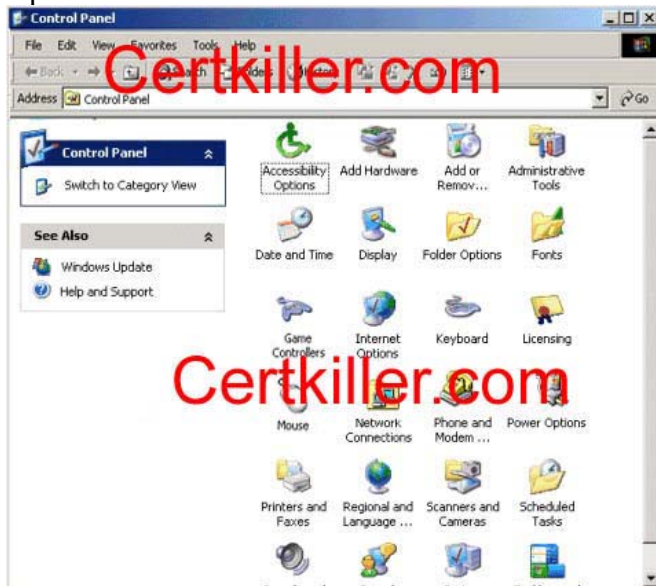 Control Panel
File Edit View Favorites Tools Help
Certkiller.com
Back Search Folders
Address Control Panel Go
Control Panel
Switch to Category View
See Also
Windows Update
Help and Support
Accessibility Options
Add Hardware
Add or Remov...
Administrative Tools
Date and Time
Display
Folder Options
Fonts
Game Controllers
Internet Options
Keyboard
Licensing
Certkiller.com
Mouse
Network Connections
Phone and Modem ...
Power Options
Printers and Faxes
Regional and Language ...
Scanners and Cameras
Scheduled Tasks